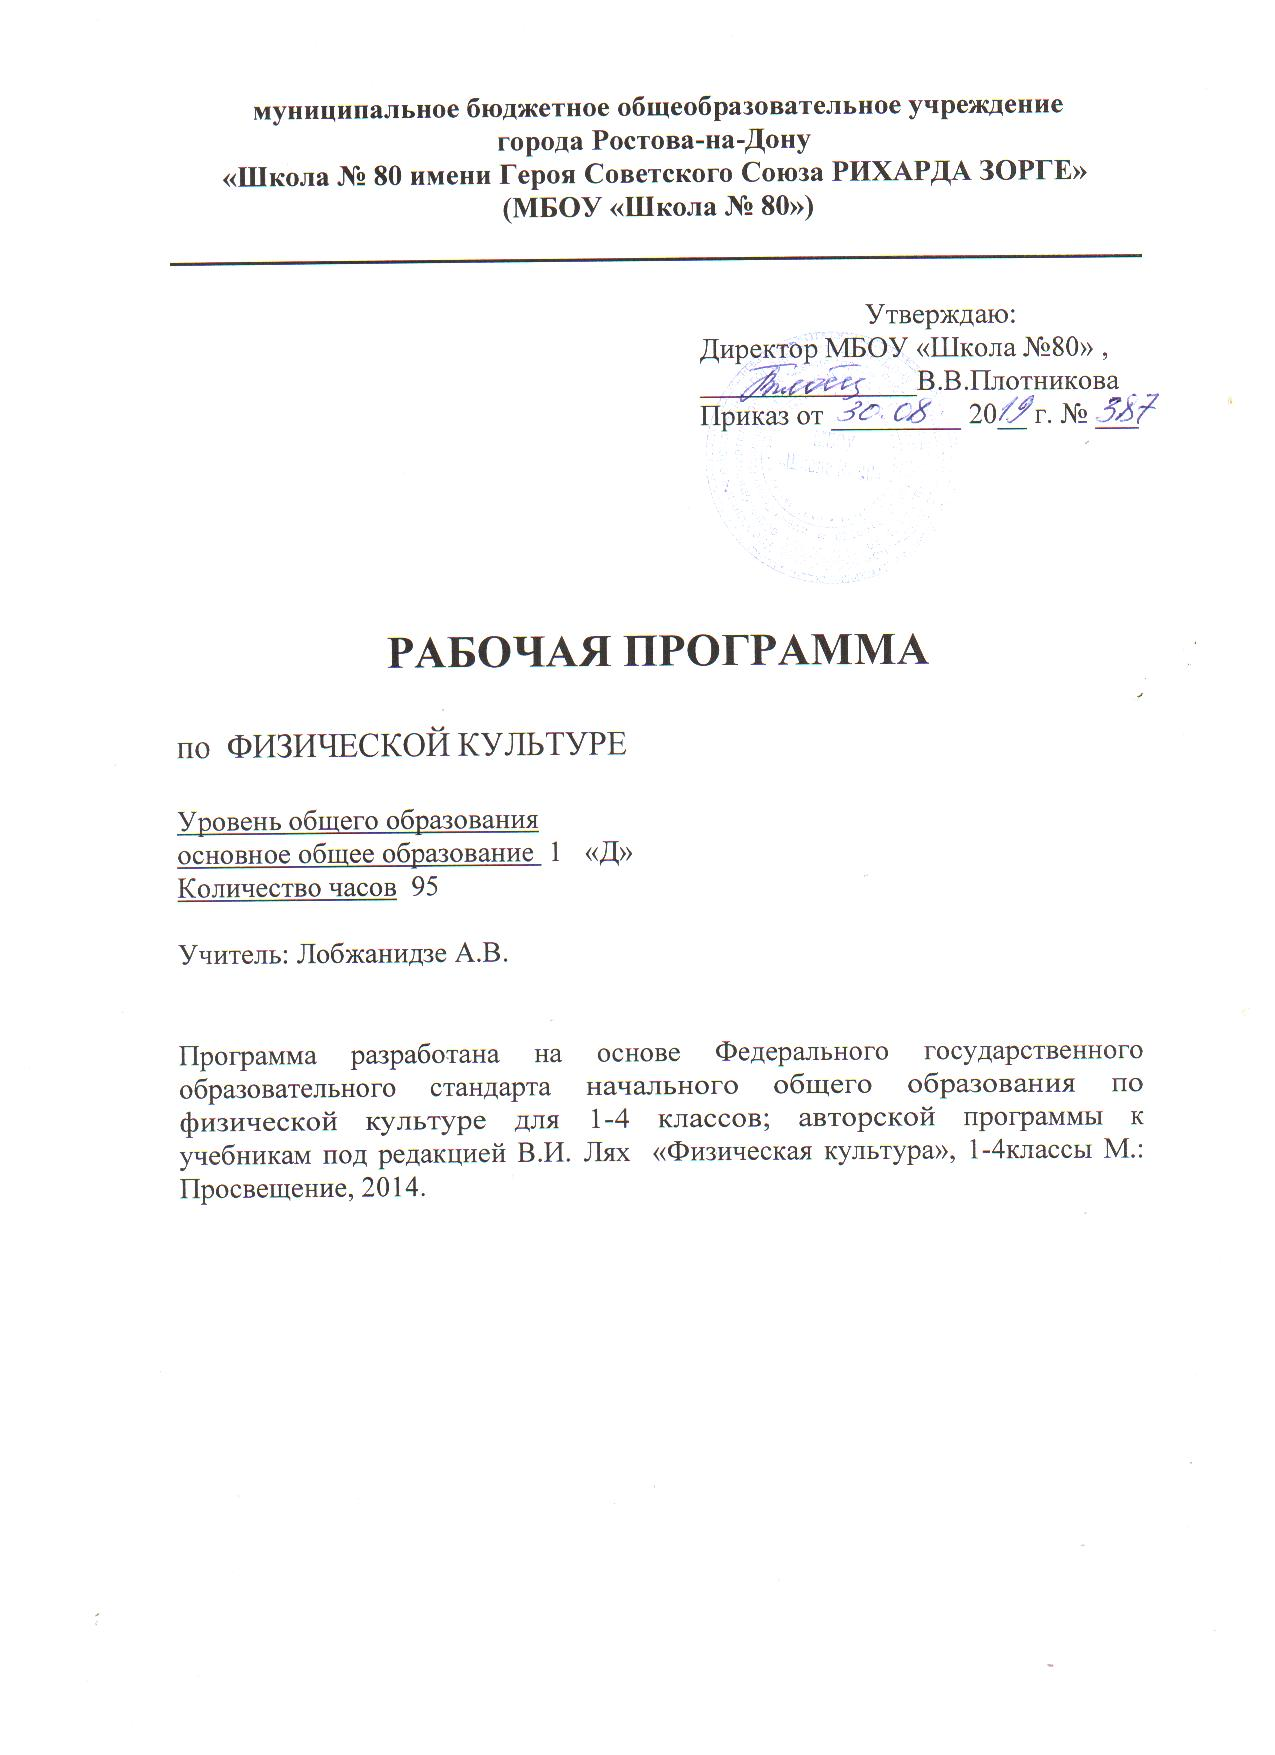 муниципальное бюджетное общеобразовательное учреждение
города Ростова-на-Дону
«Школа № 80 имени Героя Советского Союза РИХАРДА ЗОРГЕ»
(МБОУ «Школа № 80»)
Утверждаю:
Директор МБОУ «Школа №80» ,
_______________В.В.Плотникова
Приказ от 30.08 2019 г. № 387
РАБОЧАЯ ПРОГРАММА
по ФИЗИЧЕСКОЙ КУЛЬТУРЕ
Уровень общего образования
основное общее образование 1 «Д»
Количество часов 95
Учитель: Лобжанидзе А.В.
Программа разработана на основе Федерального государственного
образовательного стандарта начального общего образования по
физической культуре для 1-4 классов; авторской программы к
учебникам под редакцией В.И. Лях «Физическая культура», 1-4классы М.:
Просвещение, 2014.